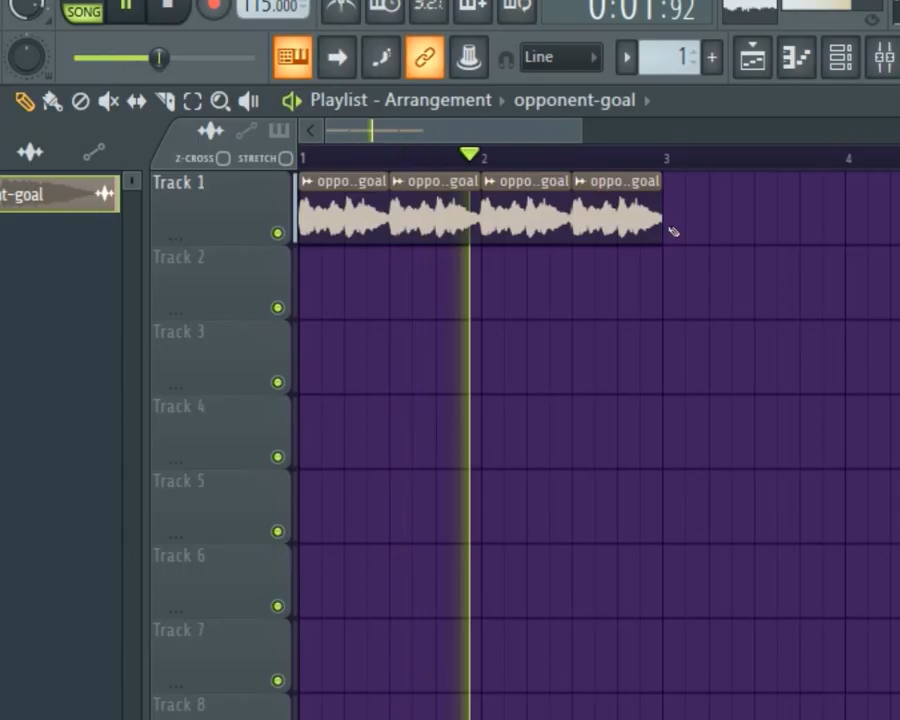 SONG
115.000
3.2.
0:01:92
Line
1
Playlist - Arrangement › opponent-goal ›
Z-CROSS
STRETCH
1
2
3
4
t-goal
Track 1
oppo..goal
oppo..goal
oppo..goal
oppo..goal
Track 2
Track 3
Track 4
Track 5
Track 6
Track 7
Track 8